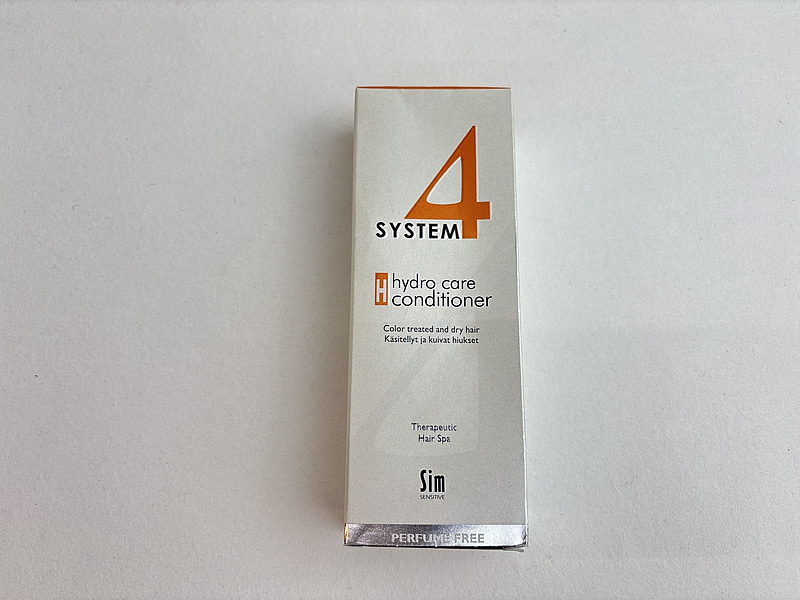 4
SYSTEM
H hydro care
conditioner
Color treated and dry hair
Käsitellyt ja kuivat hiukset
Therapeutic
Hair Spa
Sim
SENSITIVE
PERFUME FREE